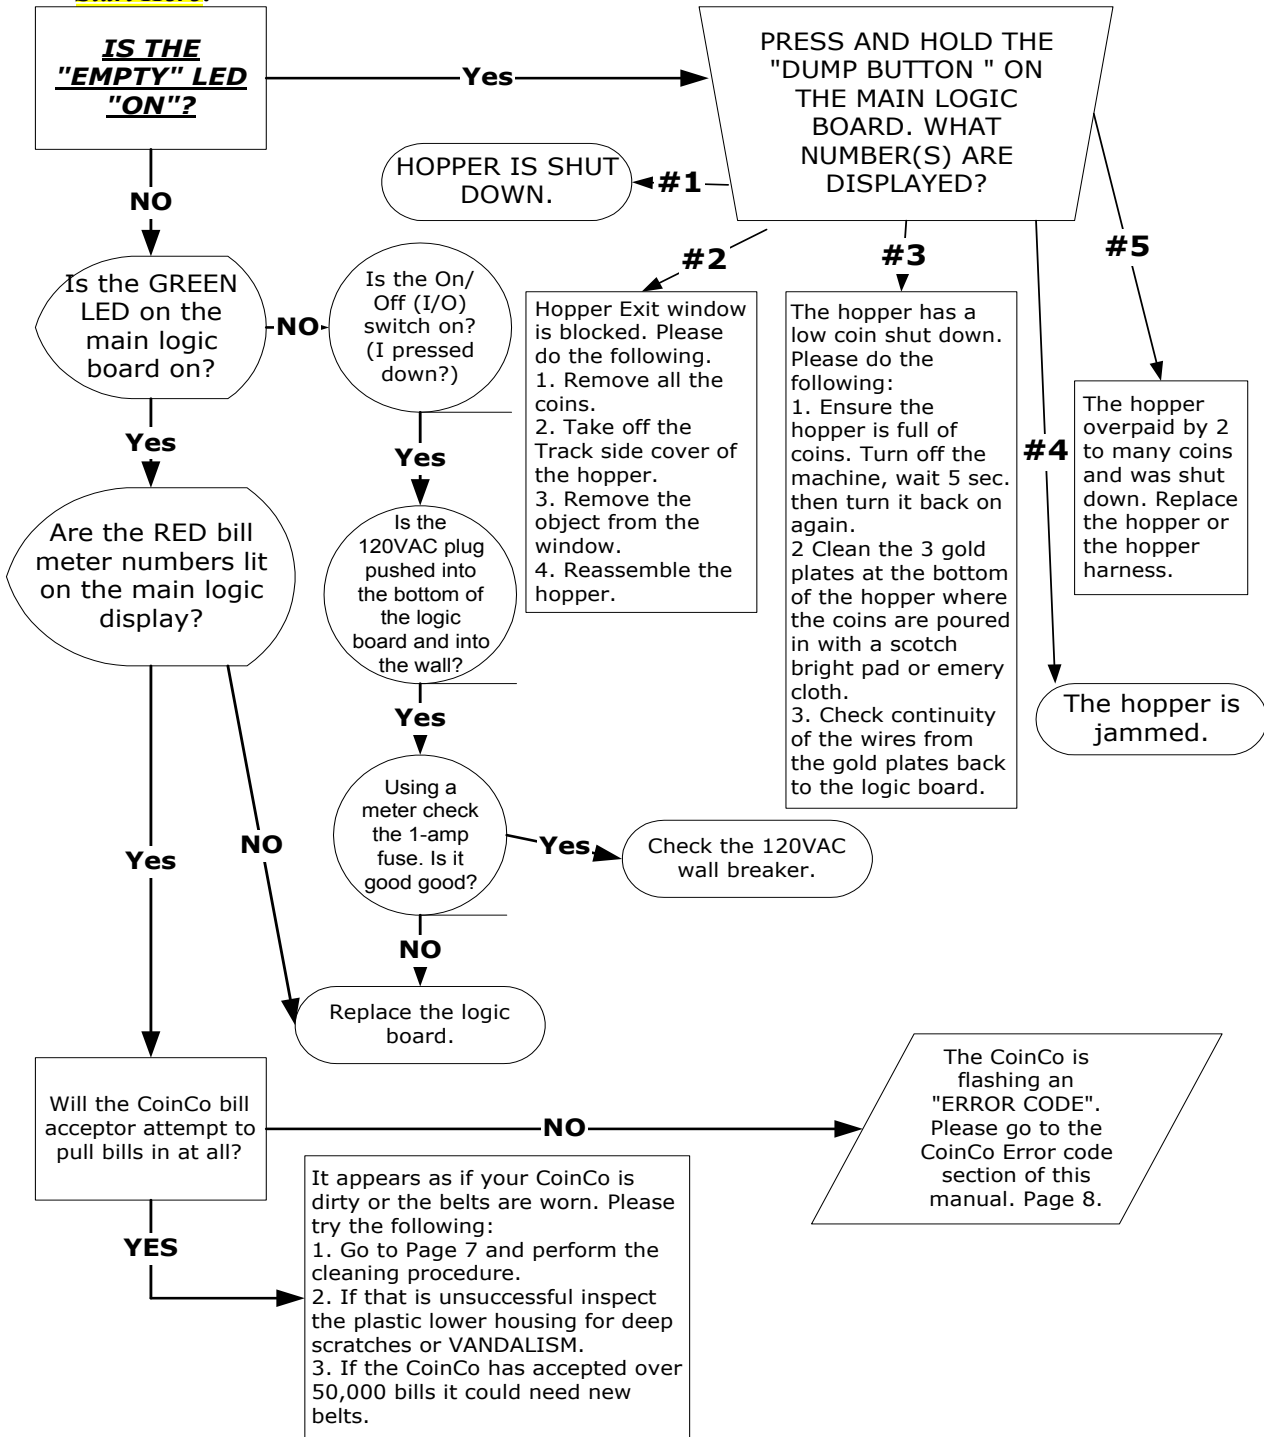 Start Here.
IS THE
"EMPTY" LED
"ON"?
Yes
PRESS AND HOLD THE
"DUMP BUTTON " ON
THE MAIN LOGIC
BOARD. WHAT
NUMBER(S) ARE
DISPLAYED?
#1
HOPPER IS SHUT
DOWN.
#2
Hopper Exit window
is blocked. Please
do the following.
1. Remove all the
coins.
2. Take off the
Track side cover of
the hopper.
3. Remove the
object from the
window.
4. Reassemble the
hopper.
#3
The hopper has a
low coin shut down.
Please do the
following:
1. Ensure the
hopper is full of
coins. Turn off the
machine, wait 5 sec.
then turn it back on
again.
2 Clean the 3 gold
plates at the bottom
of the hopper where
the coins are poured
in with a scotch
bright pad or emery
cloth.
3. Check continuity
of the wires from
the gold plates back
to the logic board.
#4
The hopper is
jammed.
#5
The hopper
overpaid by 2
to many coins
and was shut
down. Replace
the hopper or
the hopper
harness.
NO
Is the GREEN
LED on the
main logic
board on?
NO
Is the On/
Off (I/O)
switch on?
(I pressed
down?)
Yes
Is the
120VAC plug
pushed into
the bottom of
the logic
board and into
the wall?
Yes
Using a
meter check
the 1-amp
fuse. Is it
good good?
Yes
Check the 120VAC
wall breaker.
NO
Replace the logic
board.
Yes
Are the RED bill
meter numbers lit
on the main logic
display?
NO
Yes
Will the CoinCo bill
acceptor attempt to
pull bills in at all?
NO
The CoinCo is
flashing an
"ERROR CODE".
Please go to the
CoinCo Error code
section of this
manual. Page 8.
YES
It appears as if your CoinCo is
dirty or the belts are worn. Please
try the following:
1. Go to Page 7 and perform the
cleaning procedure.
2. If that is unsuccessful inspect
the plastic lower housing for deep
scratches or VANDALISM.
3. If the CoinCo has accepted over
50,000 bills it could need new
belts.